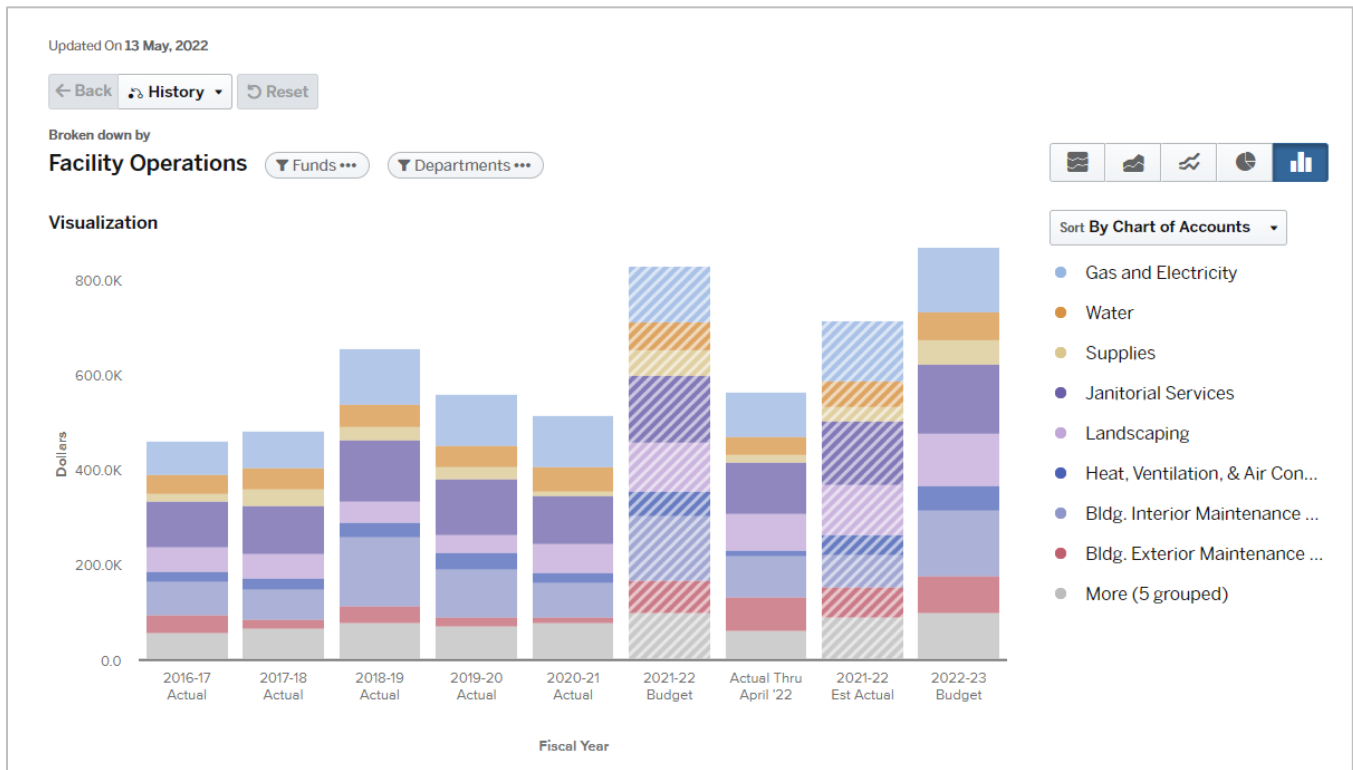 Updated On 13 May, 2022
Back
History
Reset
Broken down by
Facility Operations
Funds •••
Departments •••
Visualization
Sort By Chart of Accounts
Gas and Electricity
Water
Supplies
Janitorial Services
Landscaping
Heat, Ventilation, & Air Con...
Bldg. Interior Maintenance ...
Bldg. Exterior Maintenance ...
More (5 grouped)
Dollars
800.0K
600.0K
400.0K
200.0K
0.0
2016-17
Actual
2017-18
Actual
2018-19
Actual
2019-20
Actual
2020-21
Actual
2021-22
Budget
Actual Thru
April '22
2021-22
Est Actual
2022-23
Budget
Fiscal Year